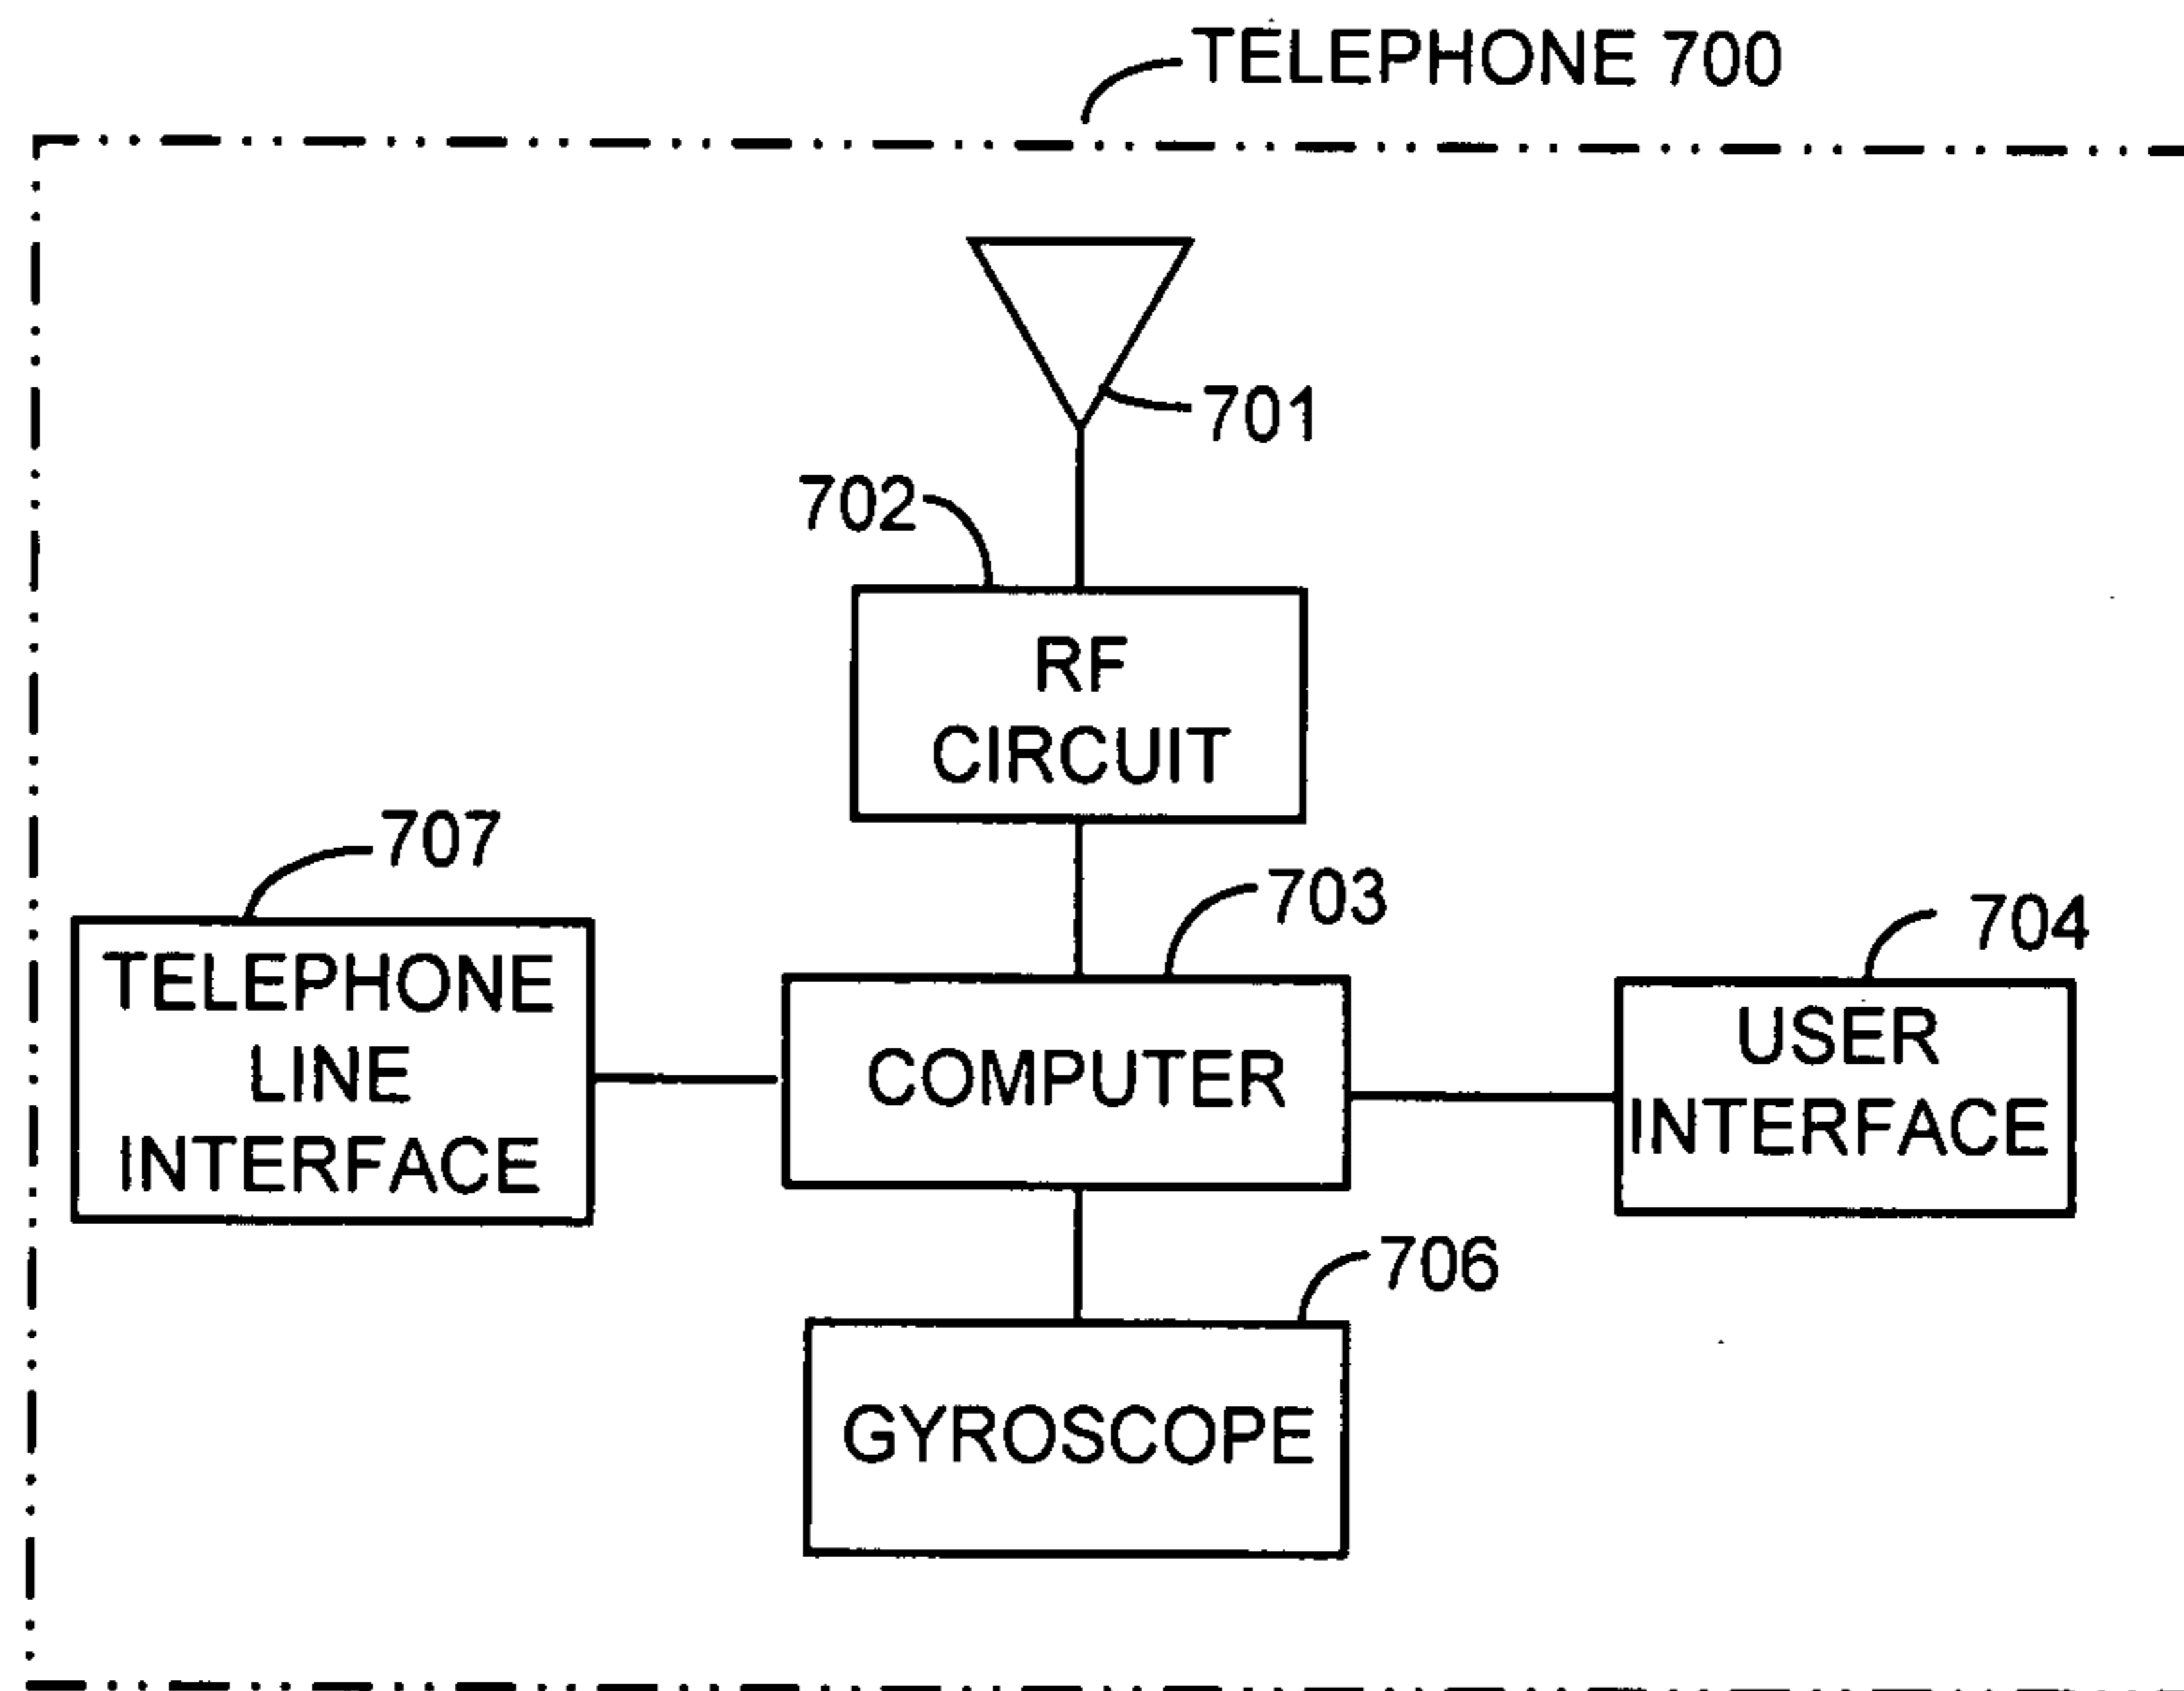 TELEPHONE 700
701
702
RF
CIRCUIT
707
703
704
TELEPHONE
LINE
INTERFACE
COMPUTER
USER
INTERFACE
706
GYROSCOPE